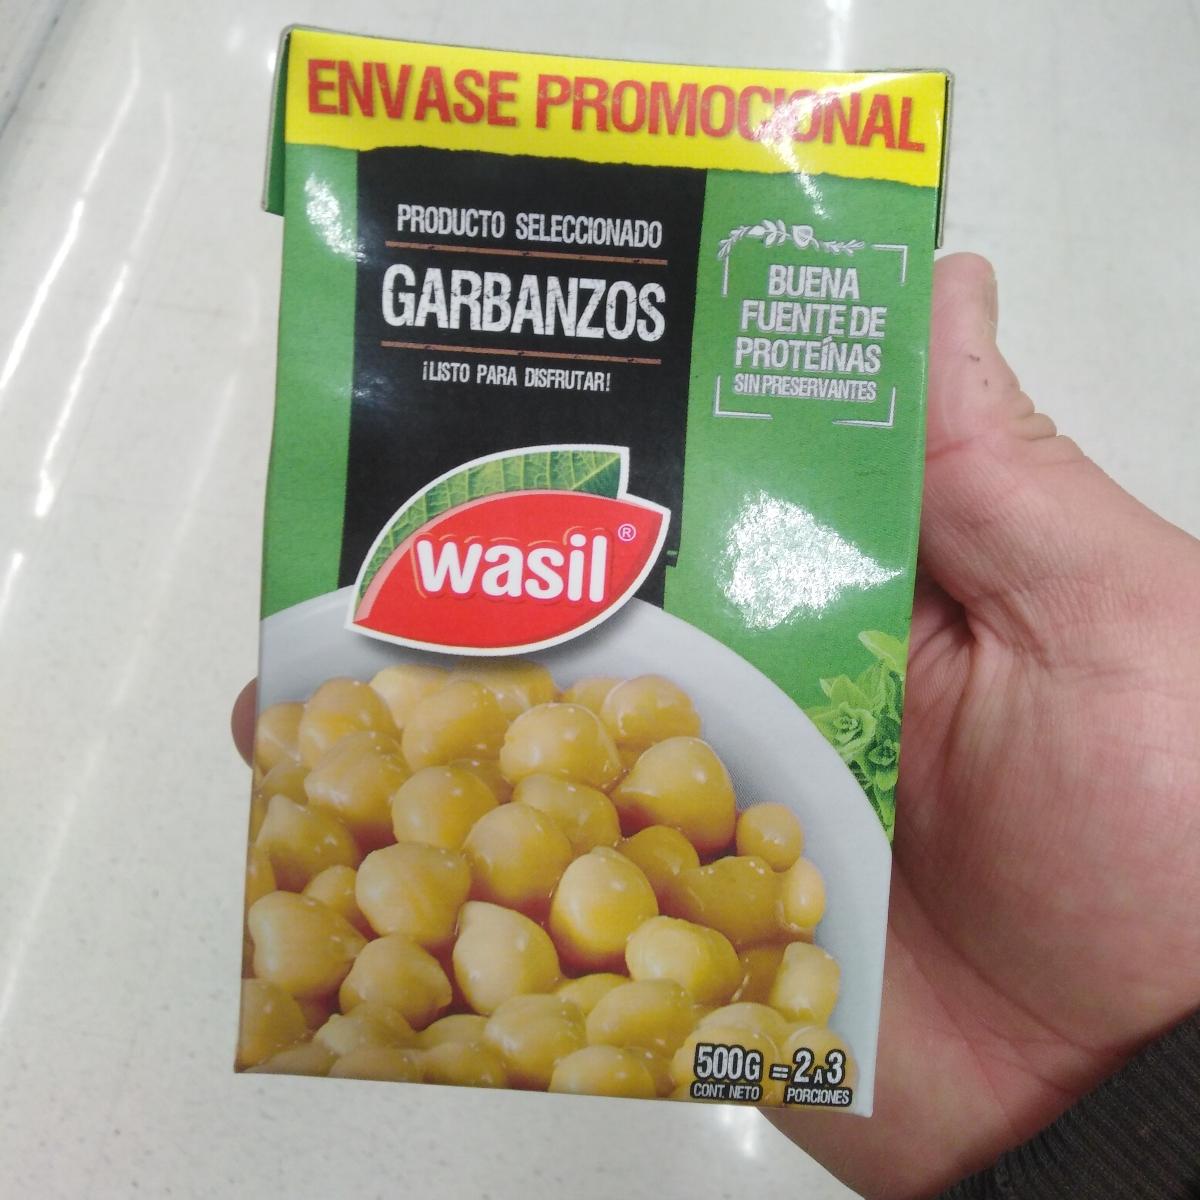 ENVASE PROMOCIONAL
PRODUCTO SELECCIONADO
GARBANZOS
¡LISTO PARA DISFRUTAR!
BUENA
FUENTE DE
PROTEÍNAS
SIN PRESERVANTES
wasil®
500G = 2 A 3
CONT. NETO PORCIONES